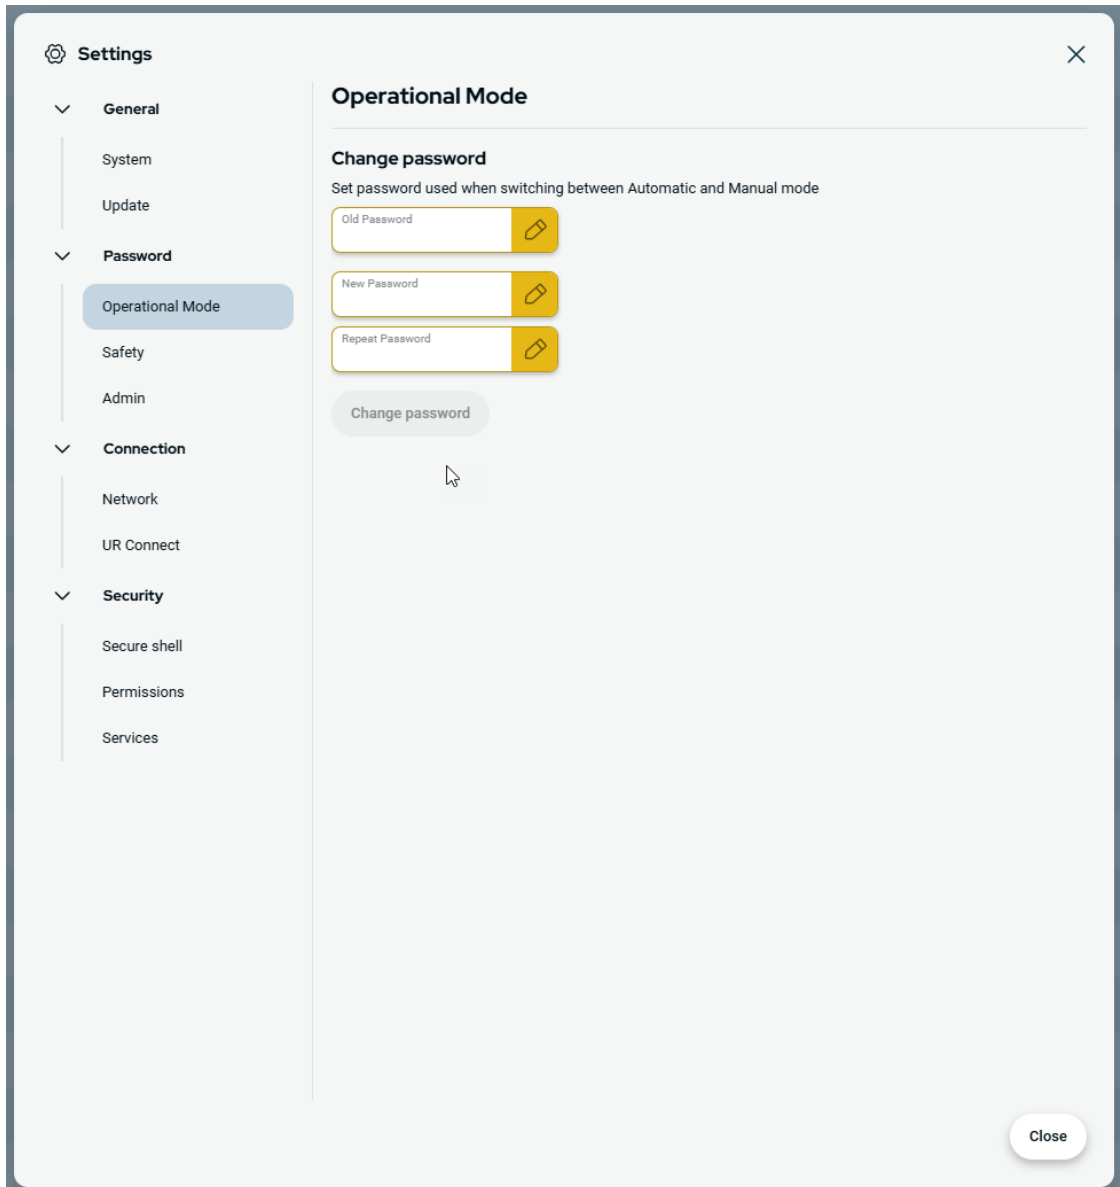 Settings
General
System
Update
Password
Operational Mode
Safety
Admin
Connection
Network
UR Connect
Security
Secure shell
Permissions
Services
Operational Mode
Change password
Set password used when switching between Automatic and Manual mode
Old Password
New Password
Repeat Password
Change password
Close